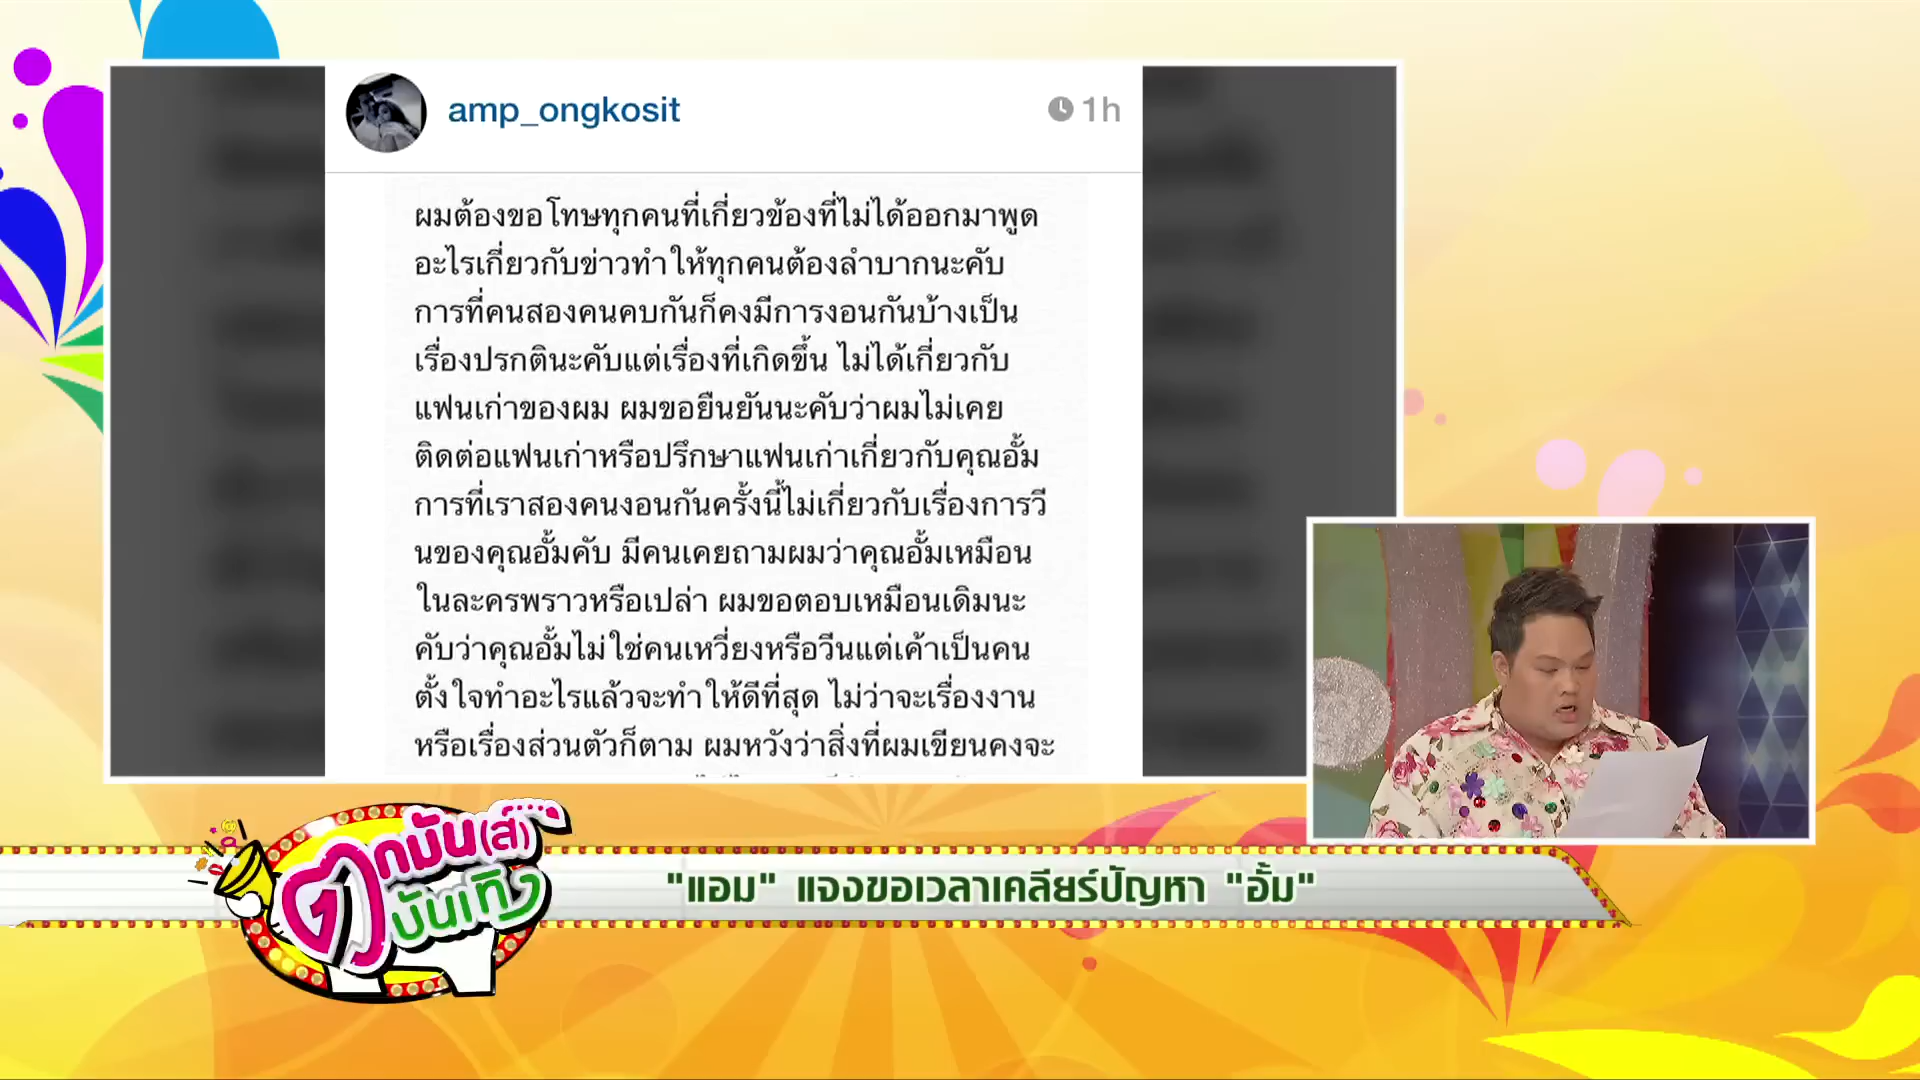 amp_ongkosit
1h
ผมต้องขอโทษทุกคนที่เกี่ยวข้องที่ไม่ได้ออกมาพูด
อะไรเกี่ยวกับข่าวทำให้ทุกคนต้องลำบากนะคับ
การที่คนสองคนคบกันก็คงมีการงอนกันบ้างเป็น
เรื่องปรกตินะคับแต่เรื่องที่เกิดขึ้น ไม่ได้เกี่ยวกับ
แฟนเก่าของผม ผมขอยืนยันนะคับว่าผมไม่เคย
ติดต่อแฟนเก่าหรือปรึกษาแฟนเก่าเกี่ยวกับคุณอั้ม
การที่เราสองคนงอนกันครั้งนี้ไม่เกี่ยวกับเรื่องการวี
นของคุณอั้มคับ มีคนเคยถามผมว่าคุณอั้มเหมือน
ในละครพราวหรือเปล่า ผมขอตอบเหมือนเดิมนะ
คับว่าคุณอั้มไม่ใช่คนเหวี่ยงหรือวีนแต่เค้าเป็นคน
ตั้งใจทำอะไรแล้วจะทำให้ดีที่สุด ไม่ว่าจะเรื่องงาน
หรือเรื่องส่วนตัวก็ตาม ผมหวังว่าสิ่งที่ผมเขียนคงจะ
ตกมัน(ส์)
บันเทิง
"แอม" แจงขอเวลาเคลียร์ปัญหา "อั้ม"